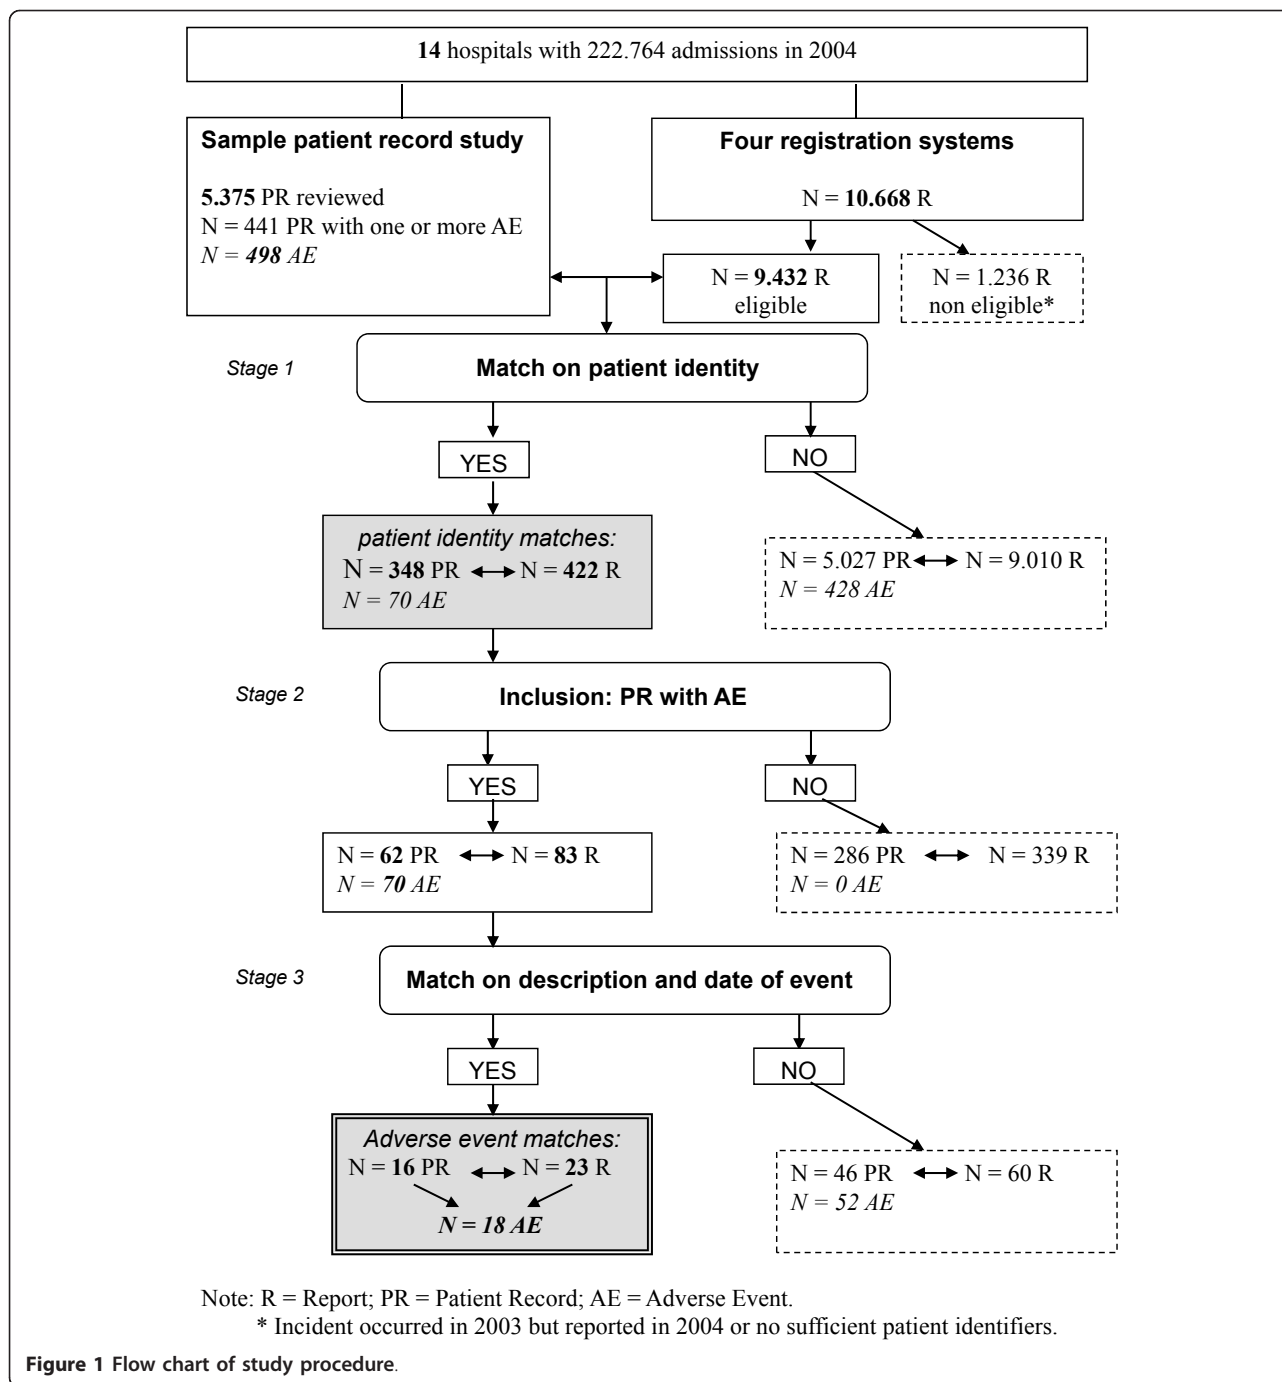 14 hospitals with 222.764 admissions in 2004
Sample patient record study
5.375 PR reviewed
N = 441 PR with one or more AE
N = 498 AE
Four registration systems
N = 10.668 R
N = 9.432 R
eligible
N = 1.236 R
non eligible*
Stage 1
Match on patient identity
YES
NO
patient identity matches:
N = 348 PR N = 422 R
N = 70 AE
N = 5.027 PR N = 9.010 R
N = 428 AE
Stage 2
Inclusion: PR with AE
YES
NO
N = 62 PR N = 83 R
N = 70 AE
N = 286 PR N = 339 R
N = 0 AE
Stage 3
Match on description and date of event
YES
NO
Adverse event matches:
N = 16 PR N = 23 R
N = 18 AE
N = 46 PR N = 60 R
N = 52 AE
Note: R = Report; PR = Patient Record; AE = Adverse Event.
* Incident occurred in 2003 but reported in 2004 or no sufficient patient identifiers.
Figure 1 Flow chart of study procedure.